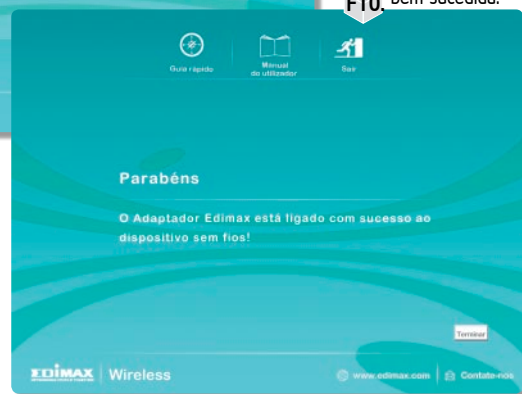 F10. bem sucedida.
Guia rápido
Manual do utilizador
Sair
Parabéns
O Adaptador Edimax está ligado com sucesso ao
dispositivo sem fios!
Terminar
EDIMAX Wireless
www.edimax.com Contate-nos